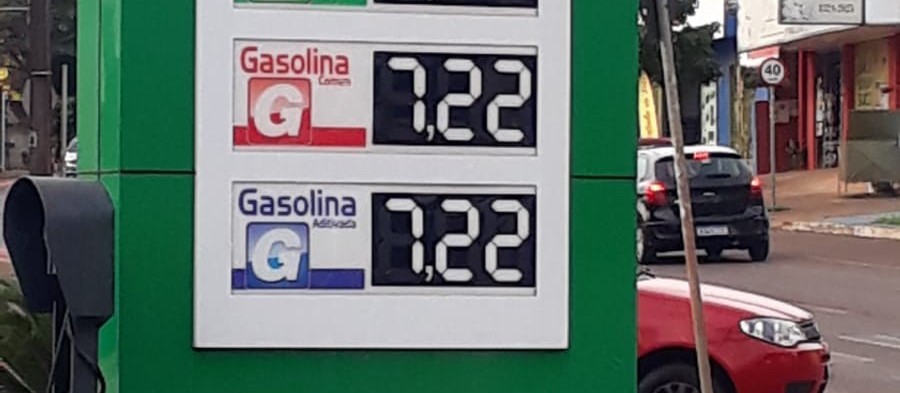 Gasolina
Comum
G
7,22
Gasolina
Aditivada
G
7,22
40